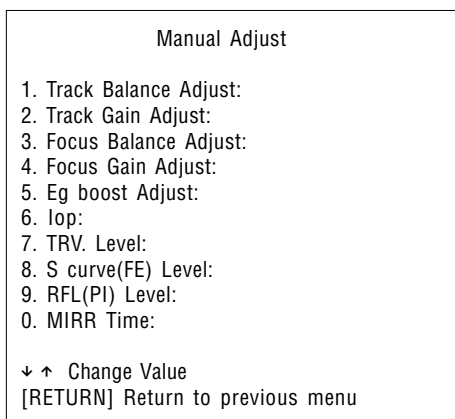 Manual Adjust
1. Track Balance Adjust:
2. Track Gain Adjust:
3. Focus Balance Adjust:
4. Focus Gain Adjust:
5. Eg boost Adjust:
6. Iop:
7. TRV. Level:
8. S curve(FE) Level:
9. RFL(PI) Level:
0. MIRR Time:
↓ ↑ Change Value
[RETURN] Return to previous menu